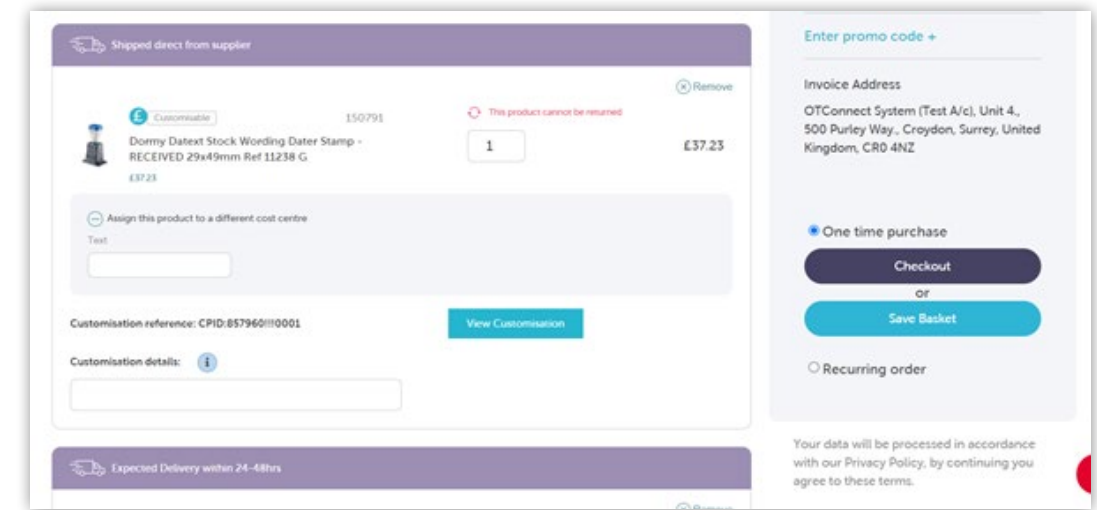 Shipped direct from supplier
Remove
£ Customisable
150791
This product cannot be returned
Dormy Datext Stock Wording Dater Stamp -
RECEIVED 29x49mm Ref 11238 G
1
£37.23
£37.23
Assign this product to a different cost centre
Text
Customisation reference: CPID:857960!!!0001
View Customisation
Customisation details: i
Expected Delivery within 24-48hrs
Remove
Enter promo code +
Invoice Address
OTConnect System (Test A/c), Unit 4.,
500 Purley Way., Croydon, Surrey, United
Kingdom, CR0 4NZ
One time purchase
Checkout
or
Save Basket
Recurring order
Your data will be processed in accordance
with our Privacy Policy, by continuing you
agree to these terms.